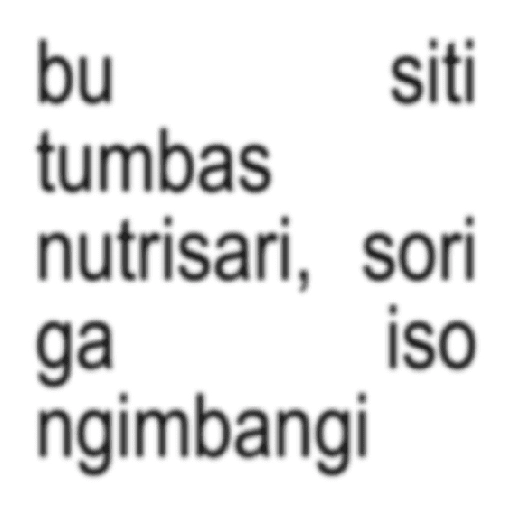 bu siti
tumbas
nutrisari, sori
ga iso
ngimbangi